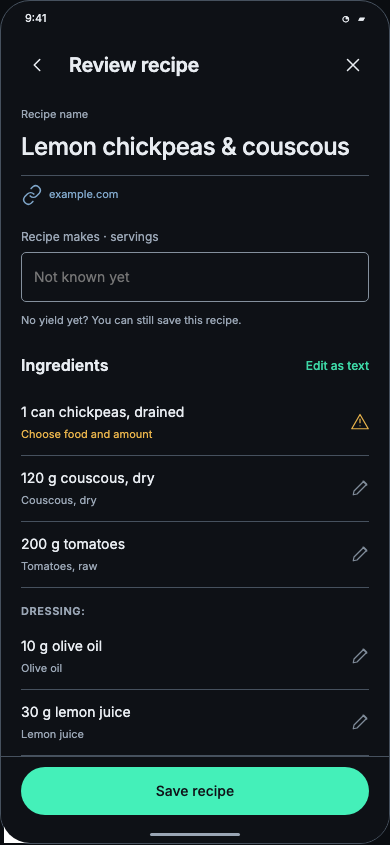 9:41
Review recipe
Recipe name
Lemon chickpeas & couscous
example.com
Recipe makes · servings
Not known yet
No yield yet? You can still save this recipe.
Ingredients
Edit as text
1 can chickpeas, drained
Choose food and amount
120 g couscous, dry
Couscous, dry
200 g tomatoes
Tomatoes, raw
DRESSING:
10 g olive oil
Olive oil
30 g lemon juice
Lemon juice
Save recipe